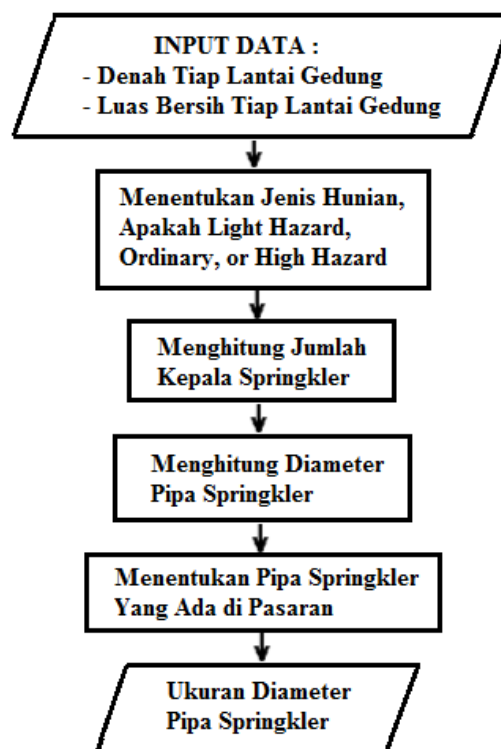 INPUT DATA :
- Denah Tiap Lantai Gedung
- Luas Bersih Tiap Lantai Gedung
Menentukan Jenis Hunian,
Apakah Light Hazard,
Ordinary, or High Hazard
Menghitung Jumlah
Kepala Springkler
Menghitung Diameter
Pipa Springkler
Menentukan Pipa Springkler
Yang Ada di Pasaran
Ukuran Diameter
Pipa Springkler